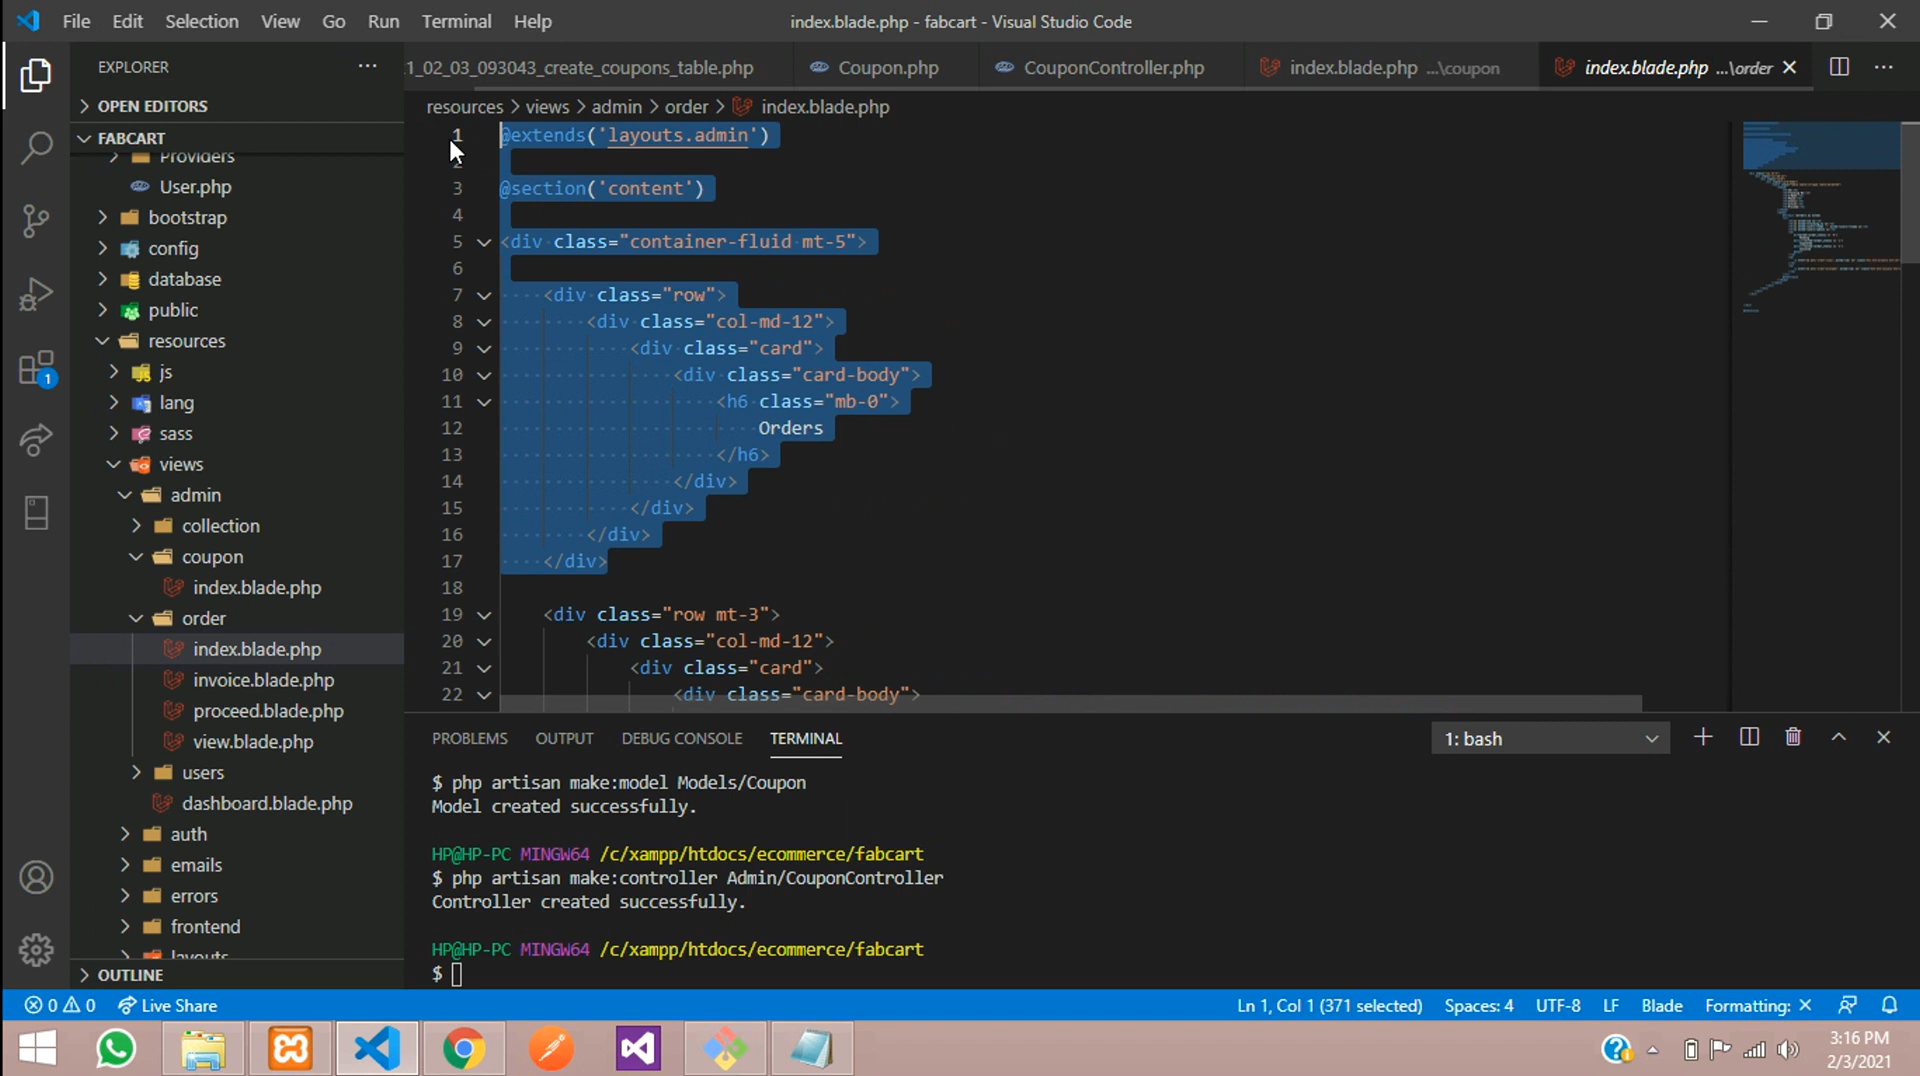 File Edit Selection View Go Run Terminal Help
index.blade.php - fabcart - Visual Studio Code
EXPLORER
1_02_03_093043_create_coupons_table.php
Coupon.php
CouponController.php
index.blade.php ...\coupon
index.blade.php ...\order
OPEN EDITORS
FABCART
Providers
User.php
bootstrap
config
database
public
resources
js
lang
sass
views
admin
collection
coupon
index.blade.php
order
index.blade.php
invoice.blade.php
proceed.blade.php
view.blade.php
users
dashboard.blade.php
auth
emails
errors
frontend
layouts
OUTLINE
1
resources > views > admin > order > index.blade.php
1 @extends('layouts.admin')
2
3 @section('content')
4
5 <div class="container-fluid mt-5">
6
7 <div class="row">
8 <div class="col-md-12">
9 <div class="card">
10 <div class="card-body">
11 <h6 class="mb-0">
12 Orders
13 </h6>
14 </div>
15 </div>
16 </div>
17 </div>
18
19 <div class="row mt-3">
20 <div class="col-md-12">
21 <div class="card">
22 <div class="card-body">
PROBLEMS OUTPUT DEBUG CONSOLE TERMINAL
1: bash
$ php artisan make:model Models/Coupon
Model created successfully.
HP@HP-PC MINGW64 /c/xampp/htdocs/ecommerce/fabcart
$ php artisan make:controller Admin/CouponController
Controller created successfully.
HP@HP-PC MINGW64 /c/xampp/htdocs/ecommerce/fabcart
$
0 0 Live Share
Ln 1, Col 1 (371 selected) Spaces: 4 UTF-8 LF Blade Formatting: ×
3:16 PM
2/3/2021